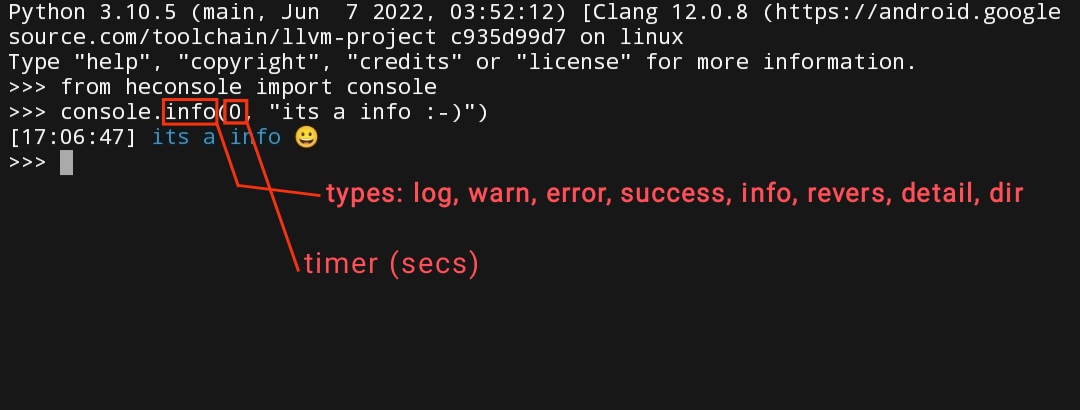 Python 3.10.5 (main, Jun  7 2022, 03:52:12) [Clang 12.0.8 (https://android.google
source.com/toolchain/llvm-project c935d99d7 on linux
Type "help", "copyright", "credits" or "license" for more information.
>>> from heconsole import console
>>> console.info(0, "its a info :-)")
[17:06:47] its a info 😀
>>>
types: log, warn, error, success, info, revers, detail, dir
timer (secs)